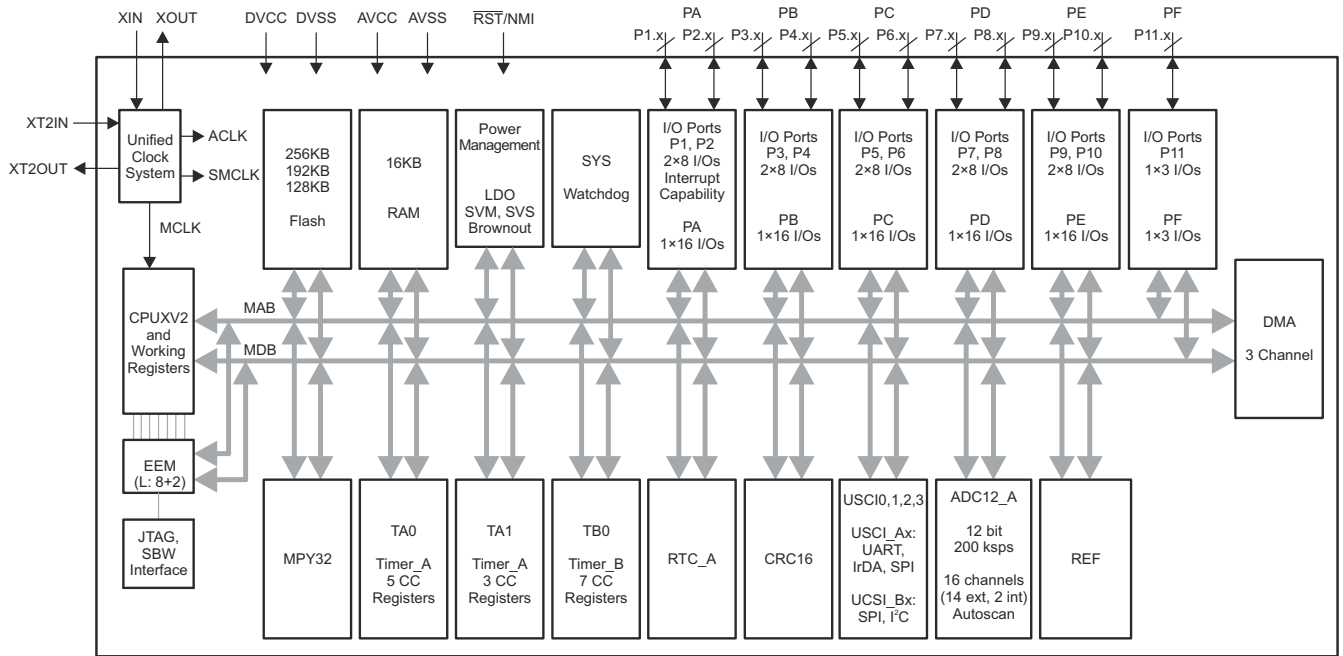 XIN XOUT DVCC DVSS AVCC AVSS RST/NMI PA PB PC PD PE PF
P1.x P2.x P3.x P4.x P5.x P6.x P7.x P8.x P9.x P10.x P11.x
XT2IN
XT2OUT
Unified
Clock
System
ACLK
SMCLK
MCLK
256KB
192KB
128KB
Flash
16KB
RAM
Power
Management
LDO
SVM, SVS
Brownout
SYS
Watchdog
I/O Ports
P1, P2
2×8 I/Os
Interrupt
Capability
PA
1×16 I/Os
I/O Ports
P3, P4
2×8 I/Os
PB
1×16 I/Os
I/O Ports
P5, P6
2×8 I/Os
PC
1×16 I/Os
I/O Ports
P7, P8
2×8 I/Os
PD
1×16 I/Os
I/O Ports
P9, P10
2×8 I/Os
PE
1×16 I/Os
I/O Ports
P11
1×3 I/Os
PF
1×3 I/Os
CPUXV2
and
Working
Registers
MAB
MDB
DMA
3 Channel
EEM
(L: 8+2)
JTAG,
SBW
Interface
MPY32
TA0
Timer_A
5 CC
Registers
TA1
Timer_A
3 CC
Registers
TB0
Timer_B
7 CC
Registers
RTC_A
CRC16
USCI0,1,2,3
USCI_Ax:
UART,
IrDA, SPI
UCSI_Bx:
SPI, I²C
ADC12_A
12 bit
200 ksps
16 channels
(14 ext, 2 int)
Autoscan
REF